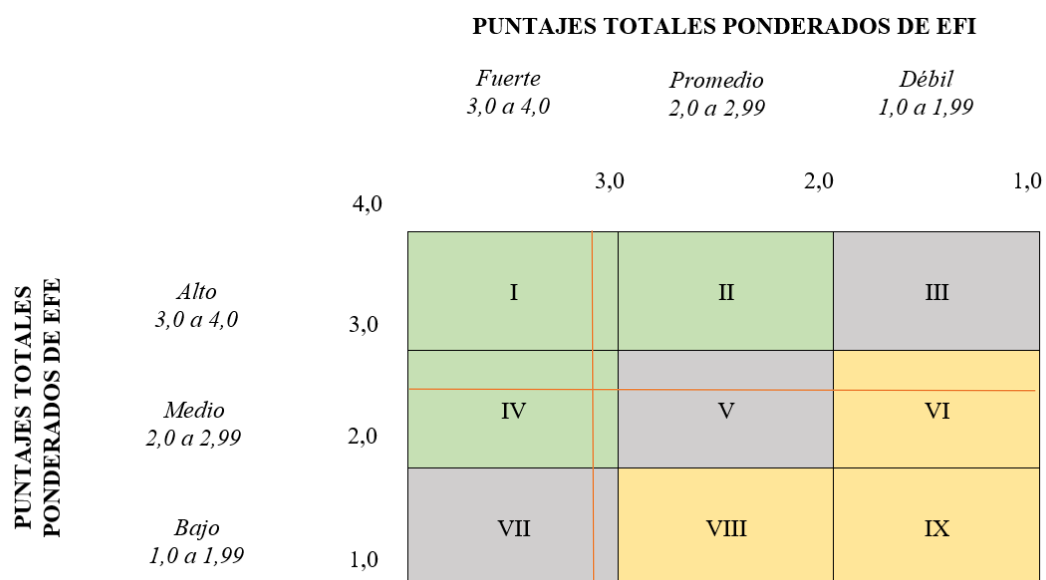 PUNTAJES TOTALES PONDERADOS DE EFI
Fuerte
3,0 a 4,0
Promedio
2,0 a 2,99
Débil
1,0 a 1,99
3,0
2,0
1,0
4,0
PUNTAJES TOTALES
PONDERADOS DE EFE
Alto
3,0 a 4,0
3,0
I
II
III
Medio
2,0 a 2,99
2,0
IV
V
VI
Bajo
1,0 a 1,99
1,0
VII
VIII
IX